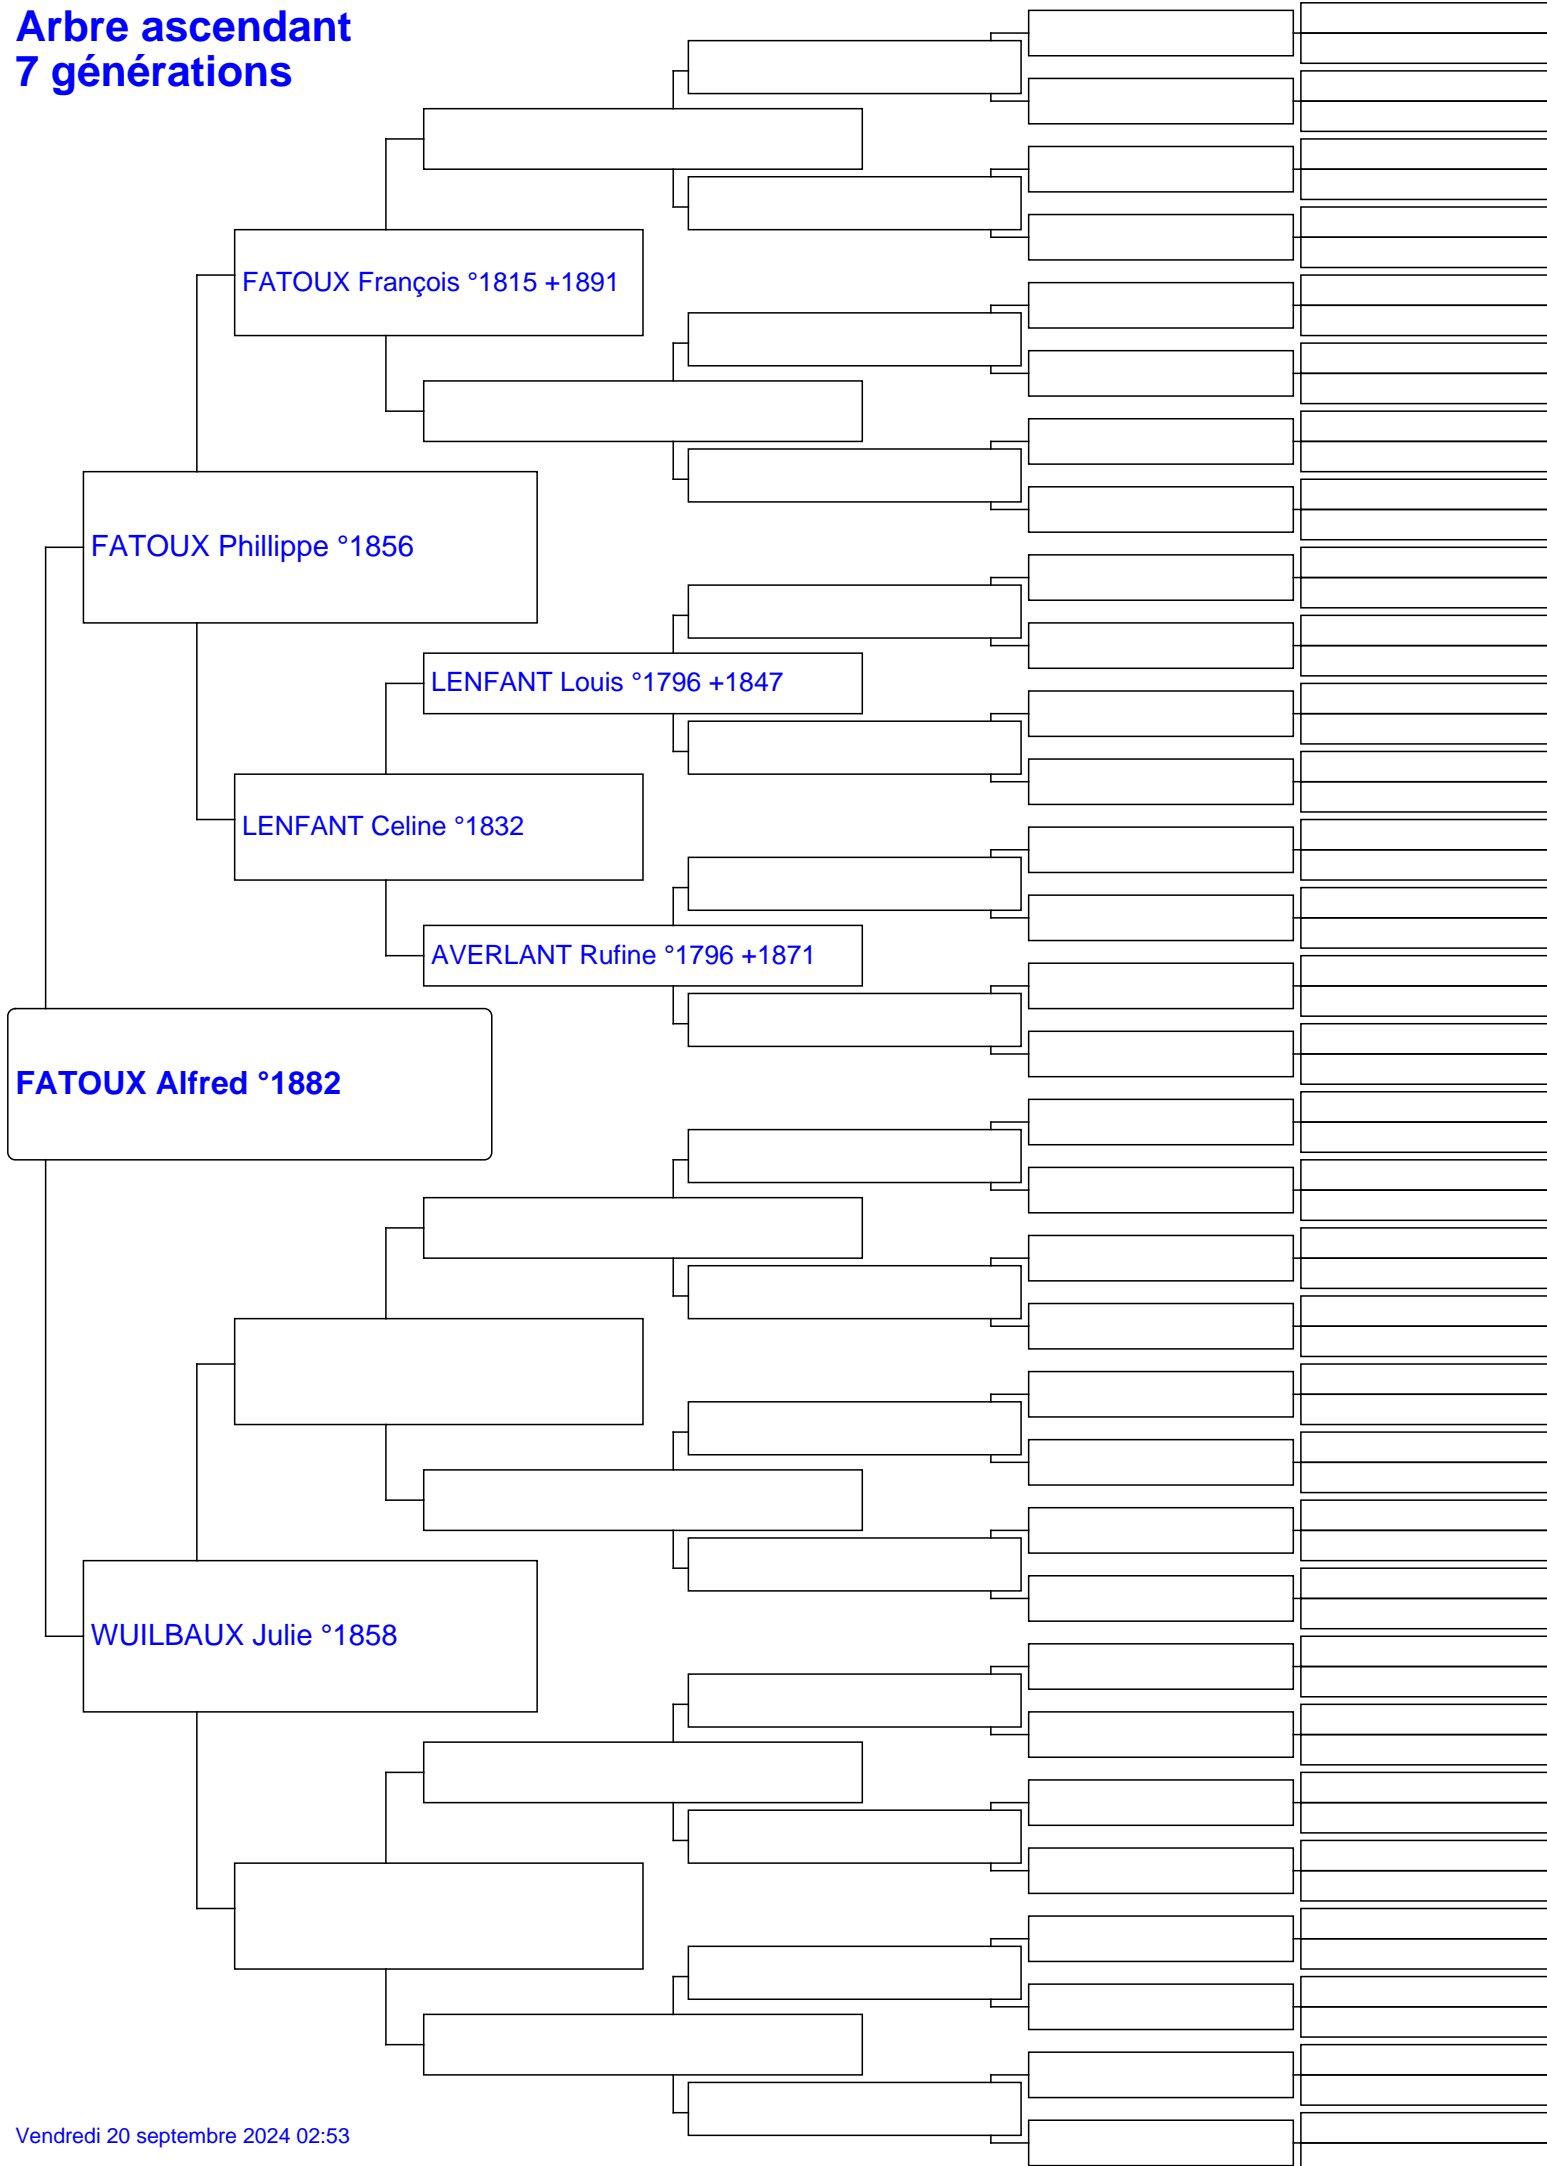 Arbre ascendant
7 générations
FATOUX François °1815 +1891
FATOUX Phillippe °1856
LENFANT Louis °1796 +1847
LENFANT Celine °1832
AVERLANT Rufine °1796 +1871
FATOUX Alfred °1882
WUILBAUX Julie °1858
Vendredi 20 septembre 2024 02:53